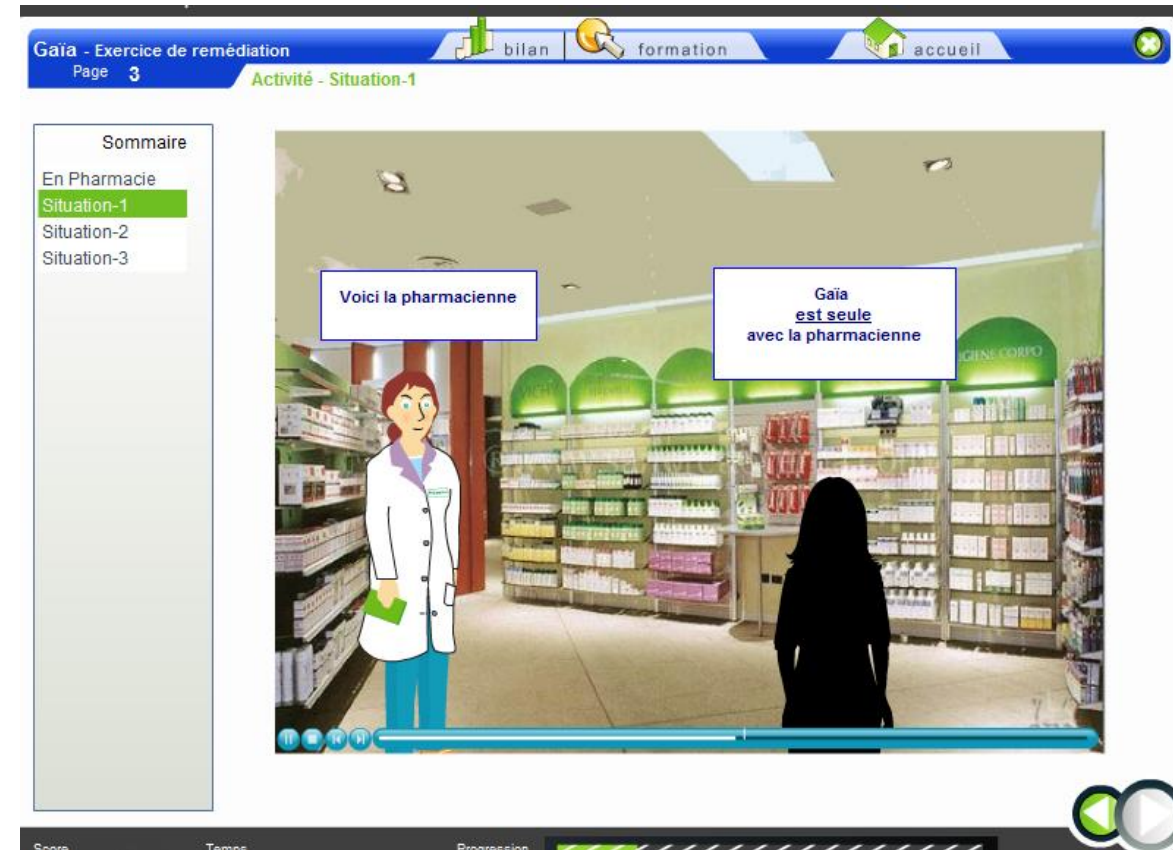 Gaïa - Exercice de remédiation
bilan
formation
accueil
Page 3
Activité - Situation-1
Sommaire
En Pharmacie
Situation-1
Situation-2
Situation-3
Voici la pharmacienne
Gaïa
est seule
avec la pharmacienne
Score
Temps
Progression